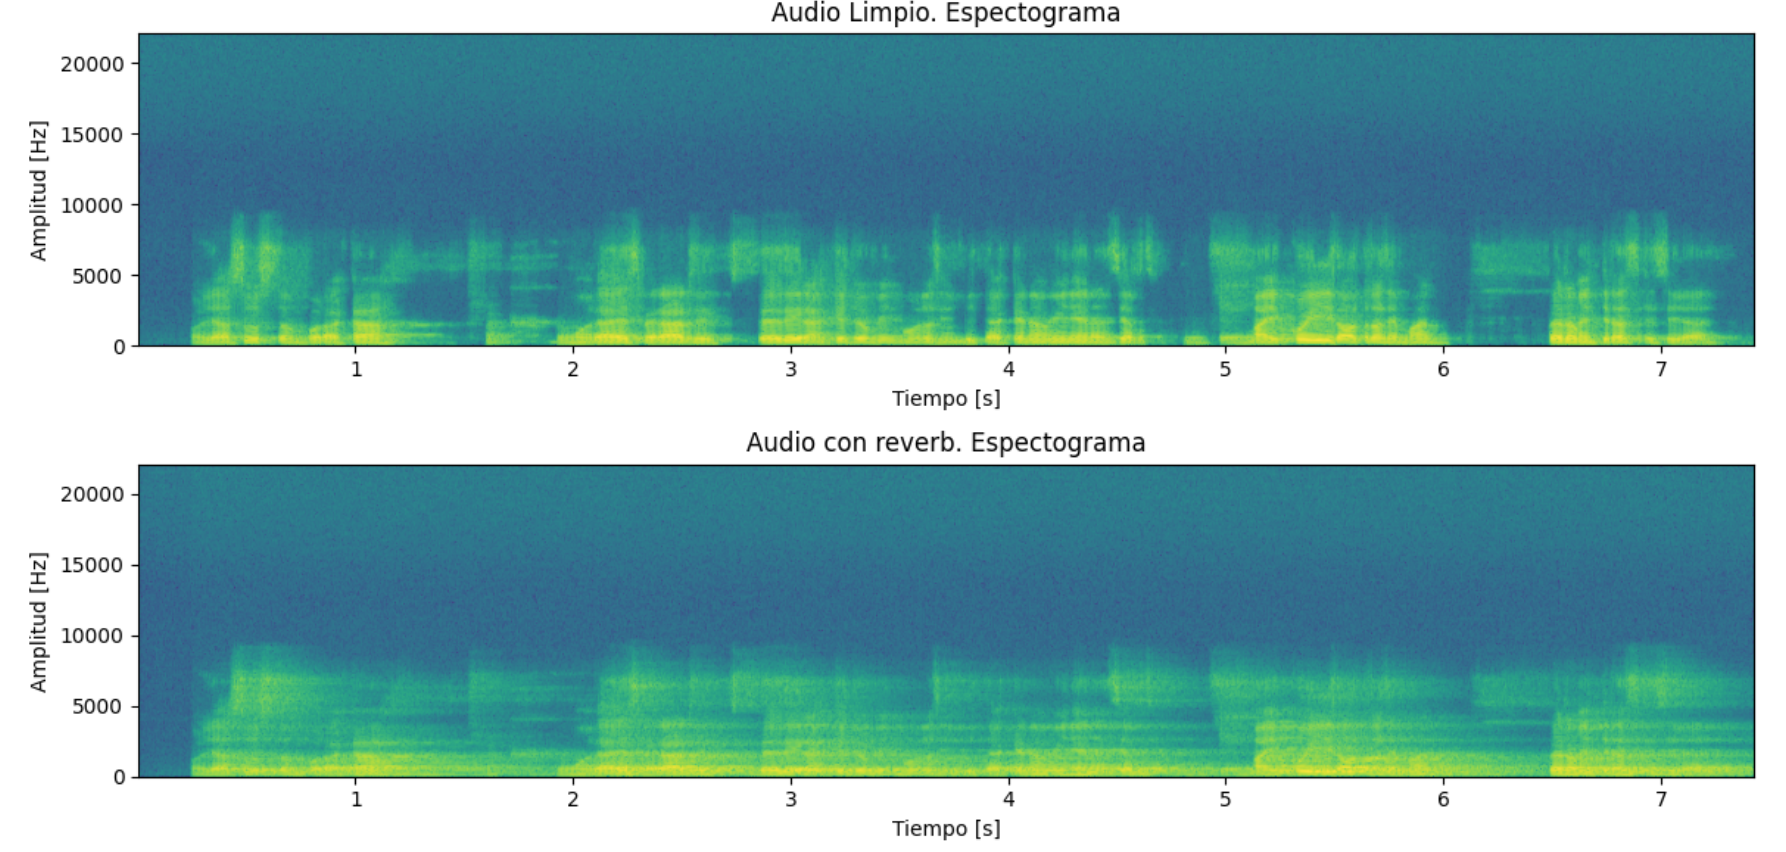 Audio Limpio. Espectograma
Amplitud [Hz]
20000
15000
10000
5000
0
1 2 3 4 5 6 7
Tiempo [s]
Audio con reverb. Espectograma
Amplitud [Hz]
20000
15000
10000
5000
0
1 2 3 4 5 6 7
Tiempo [s]